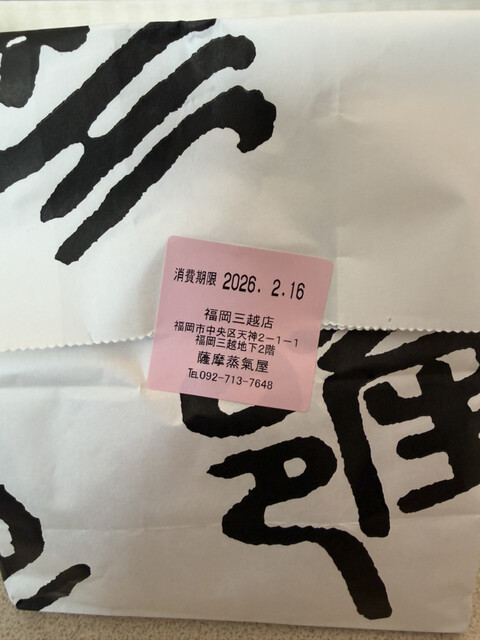 消費期限 2026. 2.16
福岡三越店
福岡市中央区天神2-1-1
福岡三越地下2階
薩摩蒸氣屋
℡092-713-7648